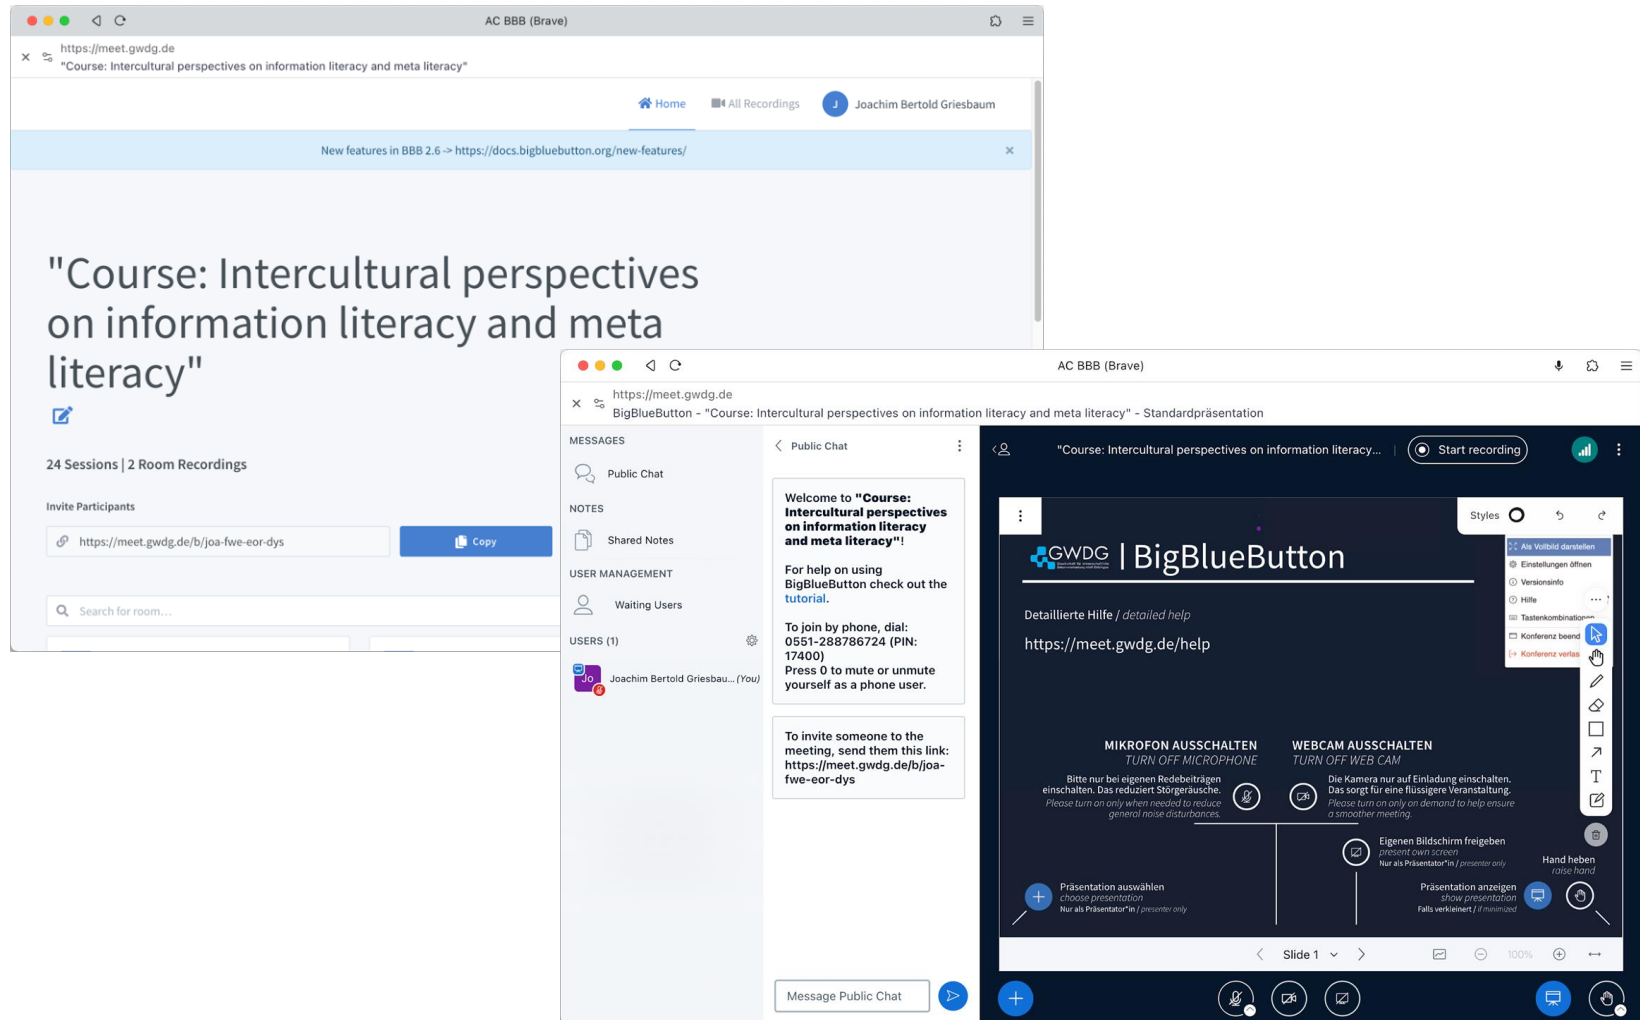 AC BBB (Brave)
https://meet.gwdg.de
"Course: Intercultural perspectives on information literacy and meta literacy"
Home
All Recordings
J
Joachim Bertold Griesbaum
New features in BBB 2.6 -> https://docs.bigbluebutton.org/new-features/
"Course: Intercultural perspectives
on information literacy and meta
literacy"
24 Sessions | 2 Room Recordings
Invite Participants
https://meet.gwdg.de/b/joa-fwe-eor-dys
Copy
Search for room...
AC BBB (Brave)
https://meet.gwdg.de
BigBlueButton - "Course: Intercultural perspectives on information literacy and meta literacy" - Standardpräsentation
MESSAGES
Public Chat
NOTES
Shared Notes
USER MANAGEMENT
Waiting Users
USERS (1)
Jo
Joachim Bertold Griesbau... (You)
Public Chat
Welcome to "Course:
Intercultural perspectives
on information literacy
and meta literacy"!
For help on using
BigBlueButton check out the
tutorial.
To join by phone, dial:
0551-288786724 (PIN:
17400)
Press 0 to mute or unmute
yourself as a phone user.
To invite someone to the
meeting, send them this link:
https://meet.gwdg.de/b/joa-
fwe-eor-dys
Message Public Chat
"Course: Intercultural perspectives on information literacy...
Start recording
Styles
GWDG | BigBlueButton
Als Vollbild darstellen
Einstellungen öffnen
Versionsinfo
Hilfe
Tastenkombinationen
Konferenz beend
Konferenz verlas
Detaillierte Hilfe / detailed help
https://meet.gwdg.de/help
MIKROFON AUSSCHALTEN
TURN OFF MICROPHONE
Bitte nur bei eigenen Redebeiträgen
einschalten. Das reduziert Störgeräusche.
Please turn on only when needed to reduce
general noise disturbances.
WEBCAM AUSSCHALTEN
TURN OFF WEB CAM
Die Kamera nur auf Einladung einschalten.
Das sorgt für eine flüssigere Veranstaltung.
Please turn on only on demand to help ensure
a smoother meeting.
Eigenen Bildschirm freigeben
present own screen
Nur als Präsentator*in / presenter only
Hand heben
raise hand
Präsentation auswählen
choose presentation
Nur als Präsentator*in / presenter only
Präsentation anzeigen
show presentation
Falls verkleinert / if minimized
T
Slide 1
100%